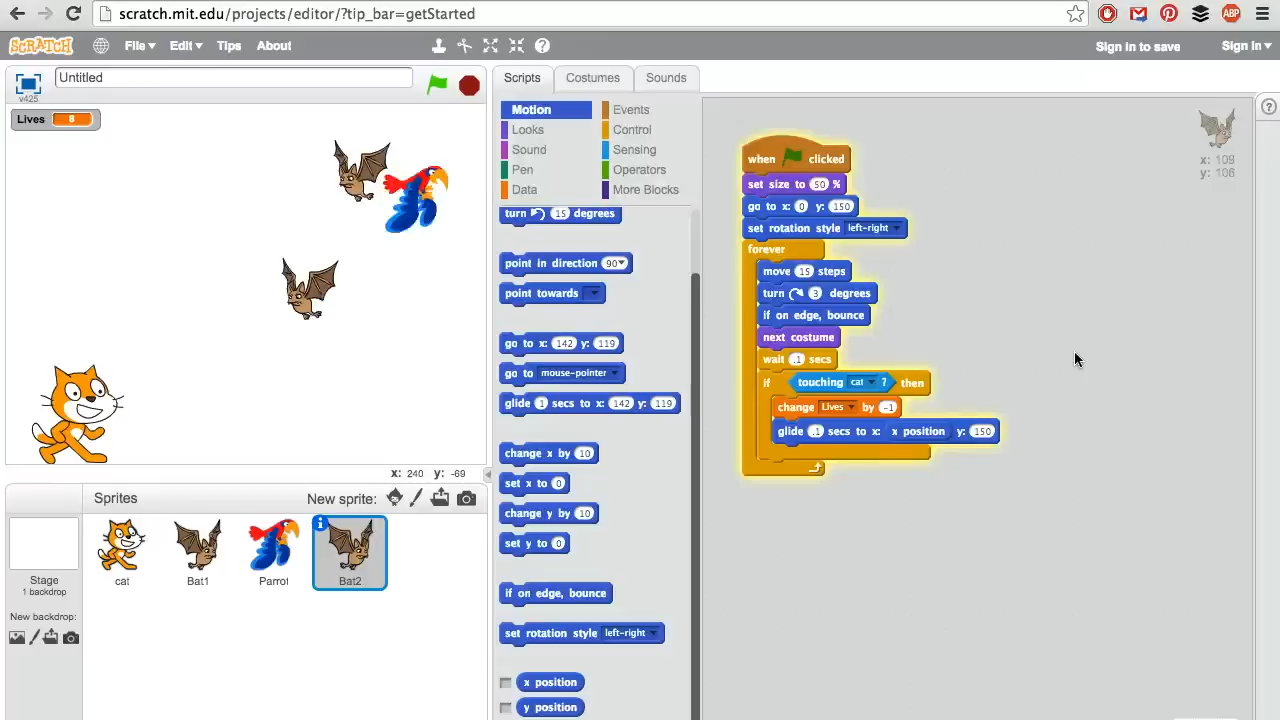 scratch.mit.edu/projects/editor/?tip_bar=getStarted
ABP
SCRATCH File Edit Tips About Sign in to save Sign in
v425
Untitled
Lives 8
x: 240 y: -69
Sprites New sprite:
Stage
1 backdrop
New backdrop:
cat
Bat1
Parrot
Bat2
Scripts Costumes Sounds
Motion Events
Looks Control
Sound Sensing
Pen Operators
Data More Blocks
turn 15 degrees
point in direction 90
point towards
go to x: 142 y: 119
go to mouse-pointer
glide 1 secs to x: 142 y: 119
change x by 10
set x to 0
change y by 10
set y to 0
if on edge, bounce
set rotation style left-right
x position
y position
when clicked
set size to 50 %
go to x: 0 y: 150
set rotation style left-right
forever
move 15 steps
turn 3 degrees
if on edge, bounce
next costume
wait .1 secs
if touching cat ? then
change Lives by -1
glide .1 secs to x: x position y: 150
x: 109
y: 106